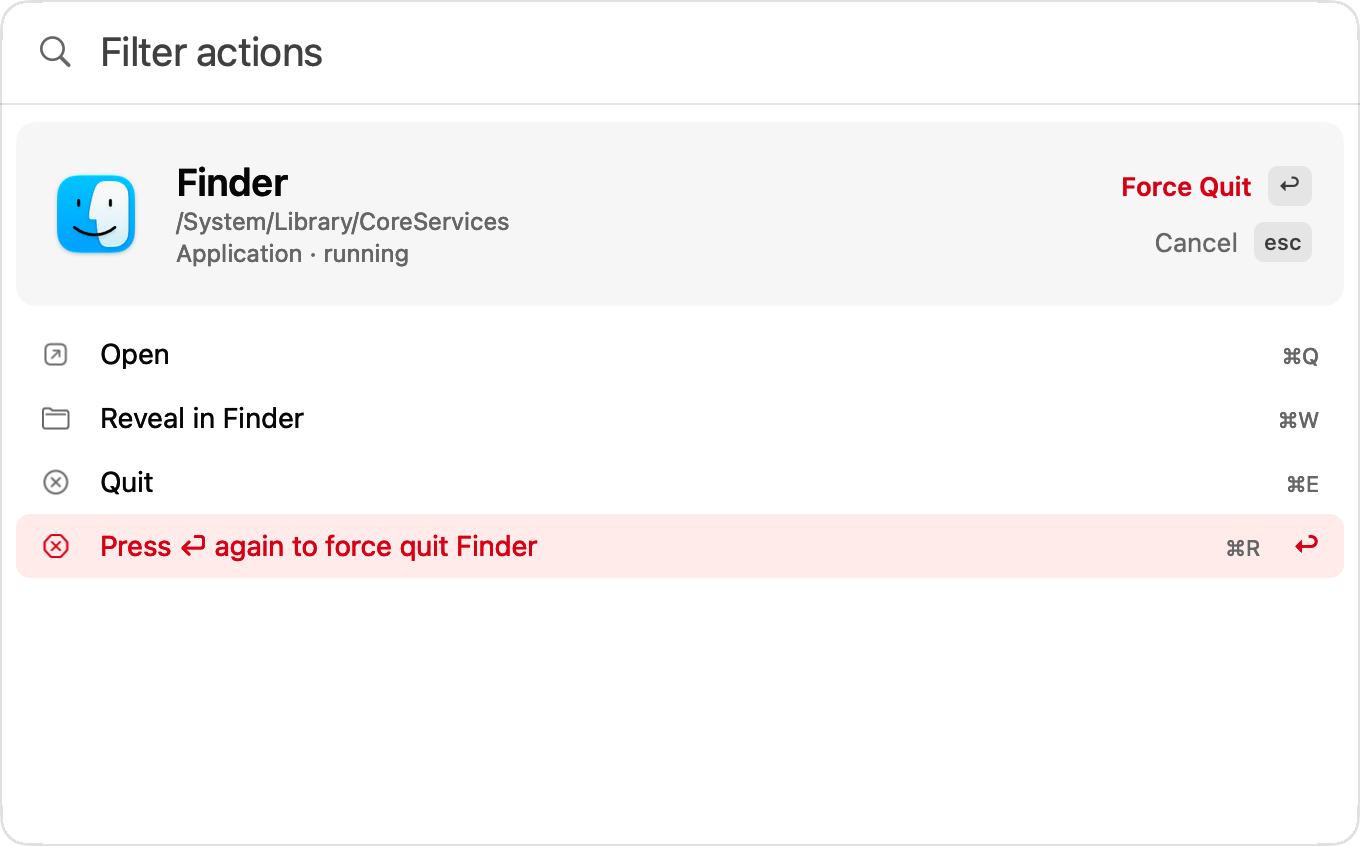 Filter actions
Finder
/System/Library/CoreServices
Application · running
Force Quit ↩
Cancel esc
Open ⌘Q
Reveal in Finder ⌘W
Quit ⌘E
Press ↩ again to force quit Finder ⌘R ↩